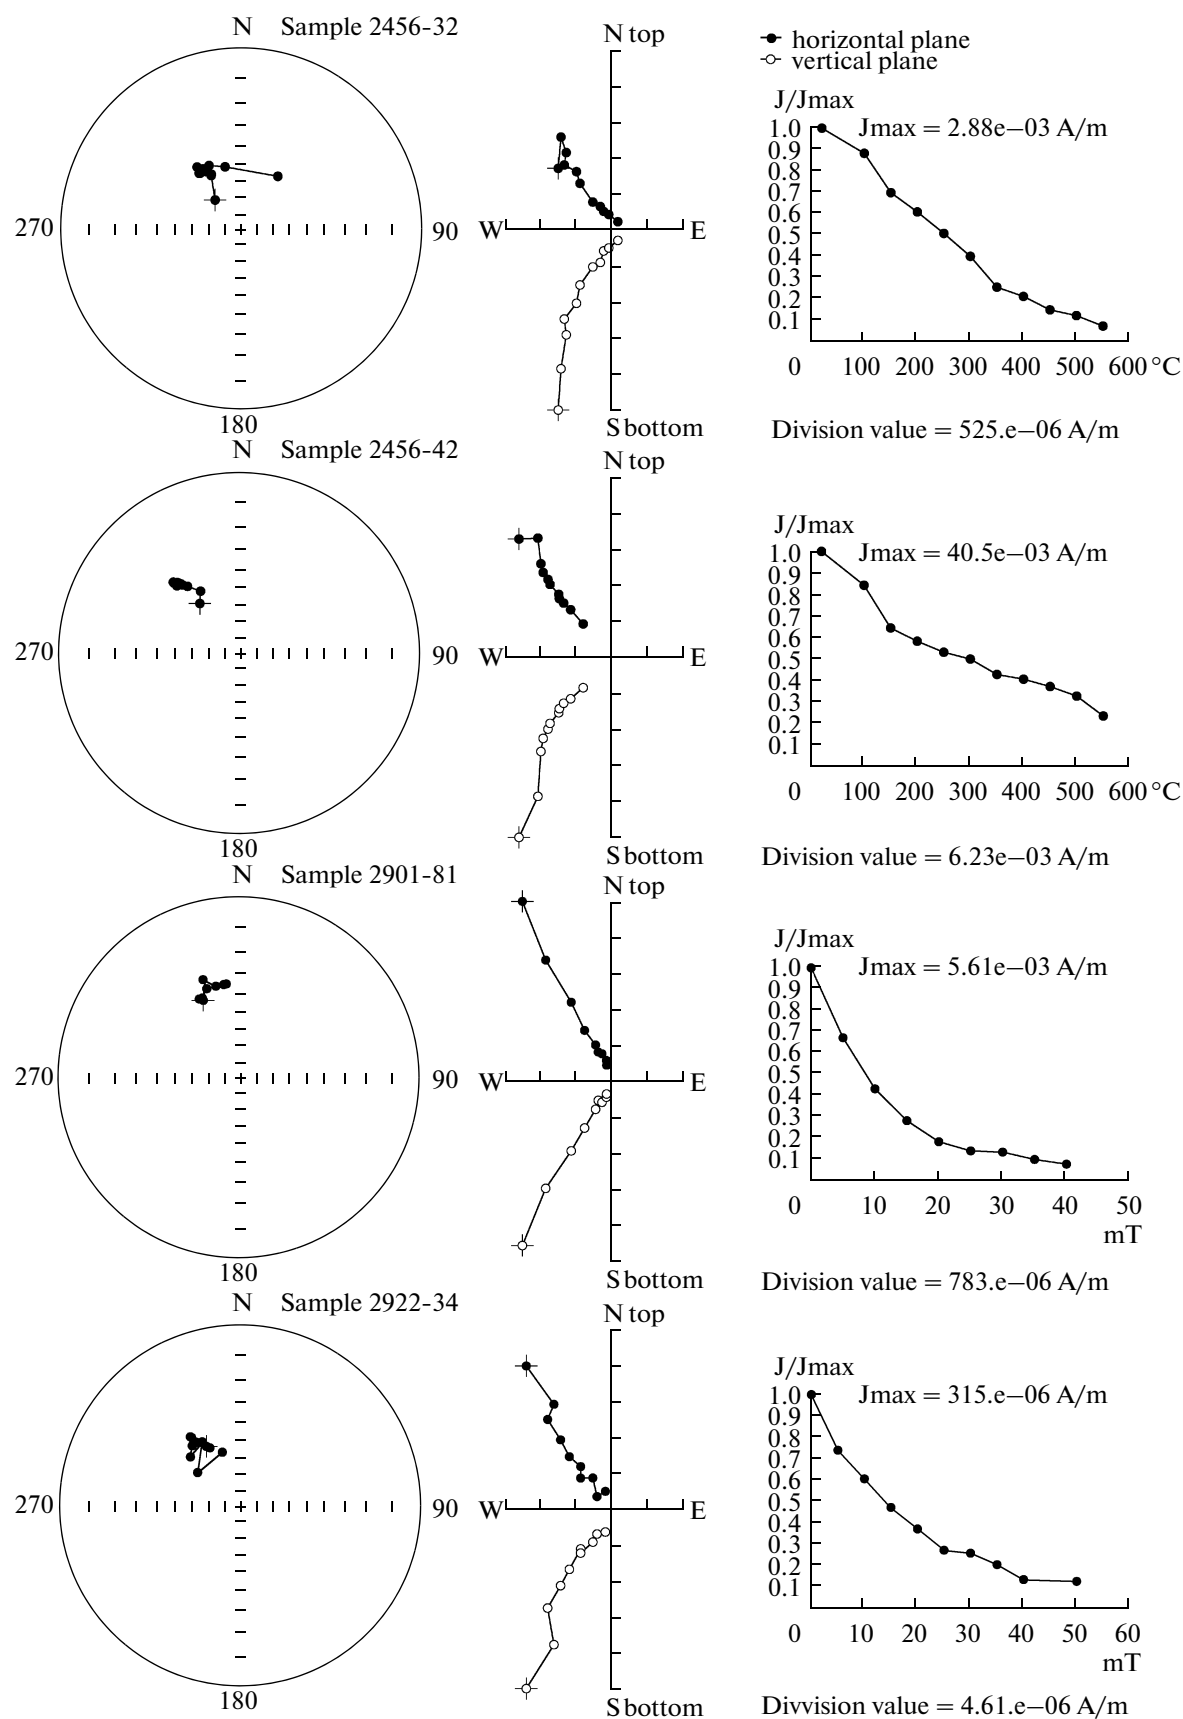 N Sample 2456-32
N top
horizontal plane
vertical plane
J/Jmax
Jmax = 2.88e−03 A/m
1.0
0.9
0.8
0.7
0.6
0.5
0.4
0.3
0.2
0.1
270
90
W
E
0 100 200 300 400 500 600 °C
180
S bottom
Division value = 525.e−06 A/m
N Sample 2456-42
N top
J/Jmax
Jmax = 40.5e−03 A/m
1.0
0.9
0.8
0.7
0.6
0.5
0.4
0.3
0.2
0.1
270
90
W
E
0 100 200 300 400 500 600 °C
180
S bottom
Division value = 6.23e−03 A/m
N Sample 2901-81
N top
J/Jmax
Jmax = 5.61e−03 A/m
1.0
0.9
0.8
0.7
0.6
0.5
0.4
0.3
0.2
0.1
270
90
W
E
0 10 20 30 40 50
mT
180
S bottom
Division value = 783.e−06 A/m
N Sample 2922-34
N top
J/Jmax
Jmax = 315.e−06 A/m
1.0
0.9
0.8
0.7
0.6
0.5
0.4
0.3
0.2
0.1
270
90
W
E
0 10 20 30 40 50 60
mT
180
S bottom
Divvision value = 4.61.e−06 A/m